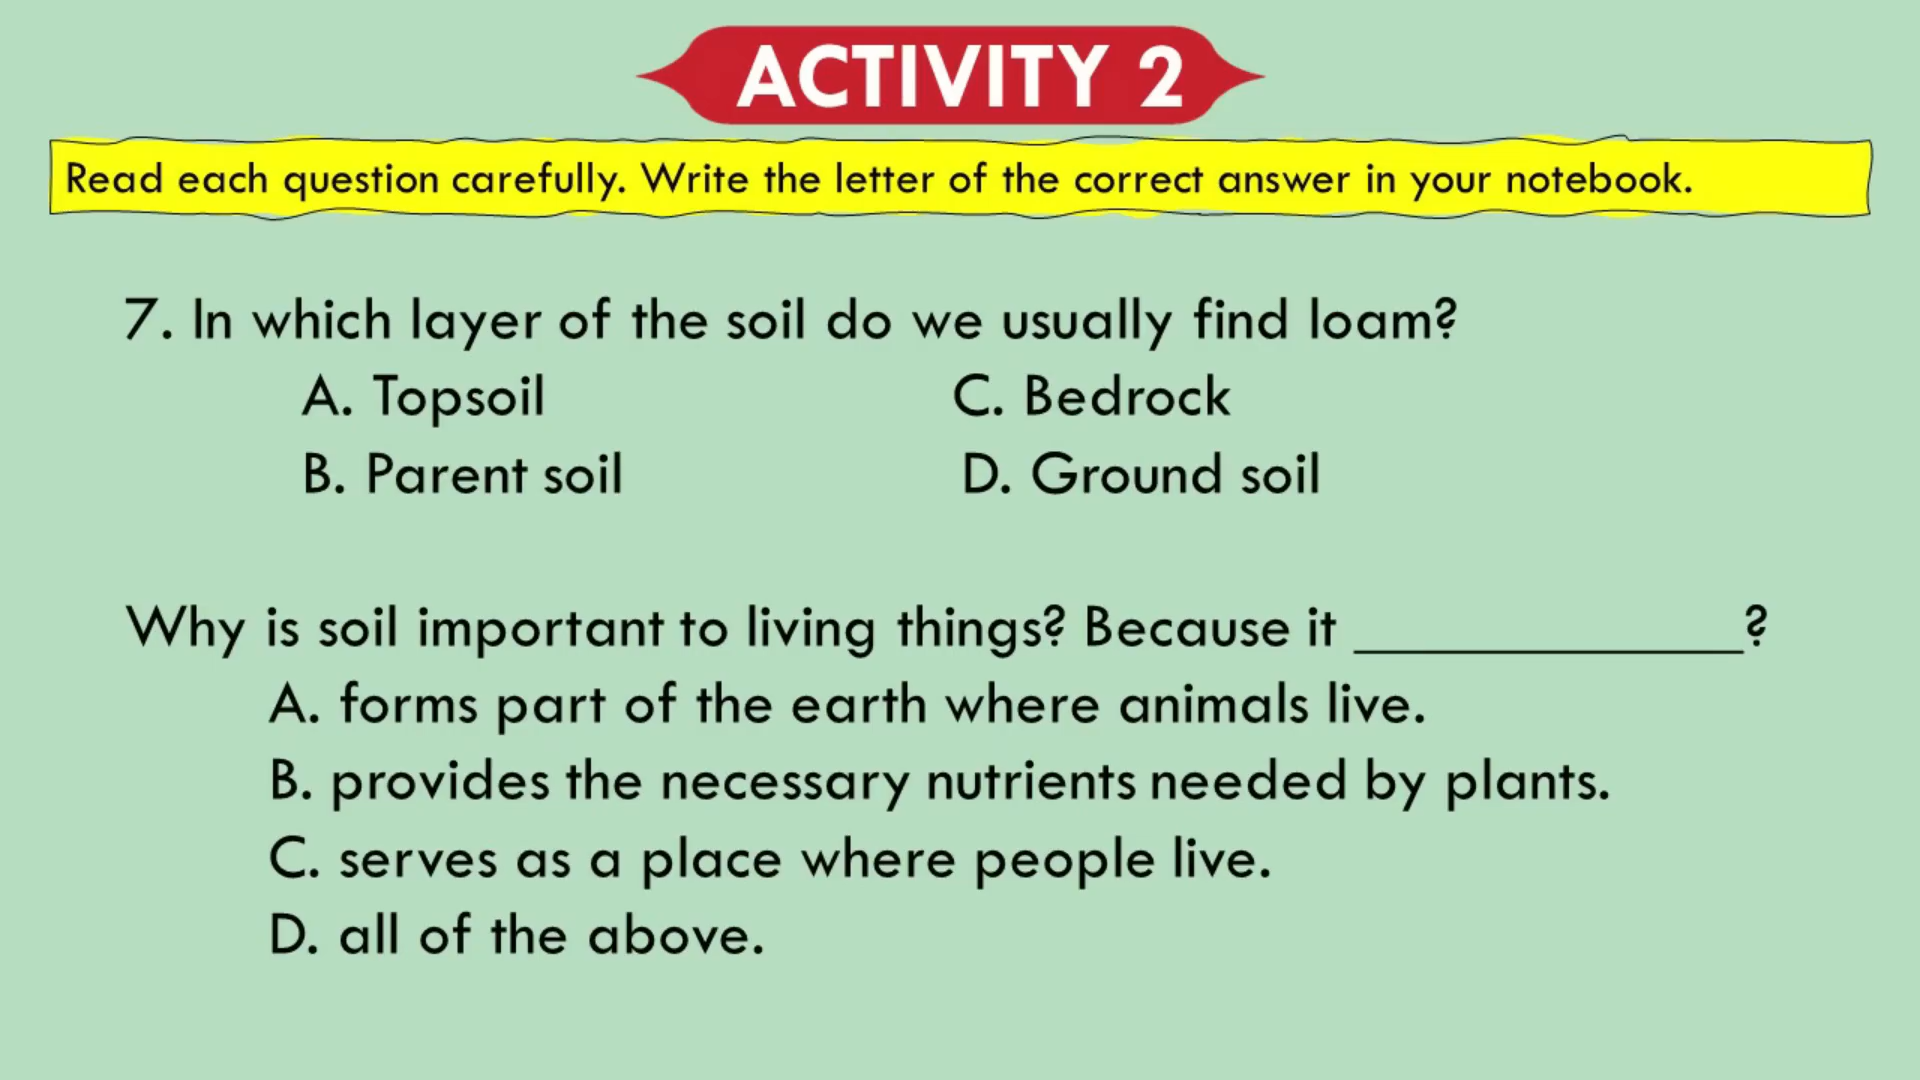 ACTIVITY 2
Read each question carefully. Write the letter of the correct answer in your notebook.
7. In which layer of the soil do we usually find loam?
A. Topsoil C. Bedrock
B. Parent soil D. Ground soil
Why is soil important to living things? Because it ______________?
A. forms part of the earth where animals live.
B. provides the necessary nutrients needed by plants.
C. serves as a place where people live.
D. all of the above.